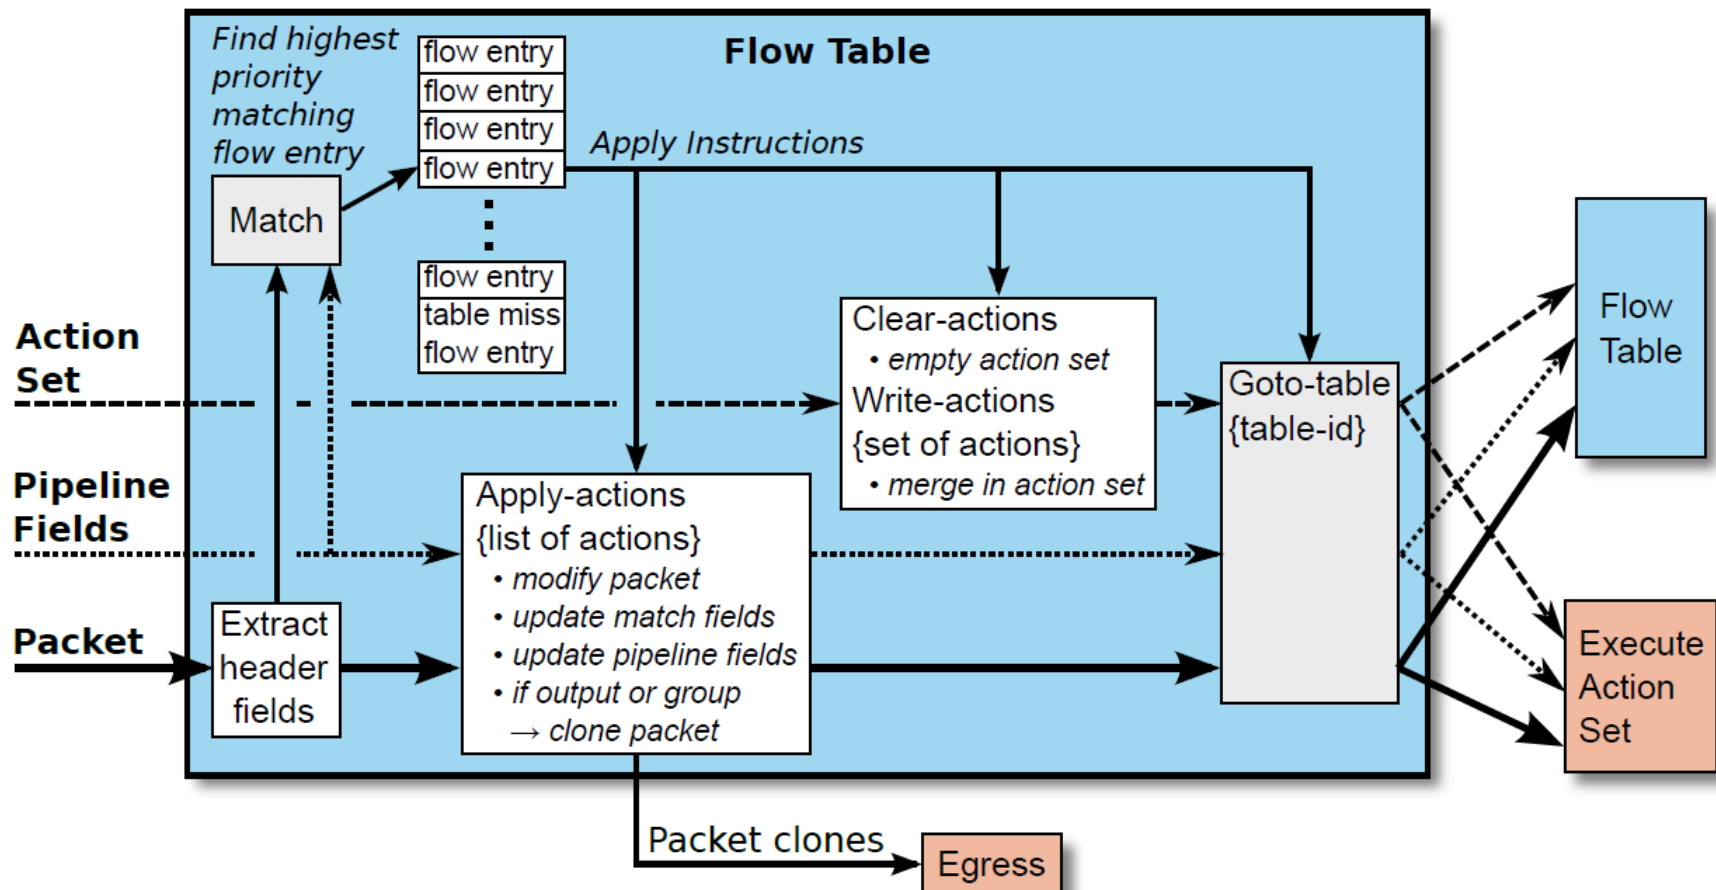 Find highest
priority
matching
flow entry
flow entry
flow entry
flow entry
flow entry
Flow Table
Apply Instructions
Match
flow entry
table miss
flow entry
Action
Set
Clear-actions
• empty action set
Write-actions
{set of actions}
• merge in action set
Goto-table
{table-id}
Flow
Table
Pipeline
Fields
Apply-actions
{list of actions}
• modify packet
• update match fields
• update pipeline fields
• if output or group
→ clone packet
Packet
Extract
header
fields
Execute
Action
Set
Packet clones
Egress